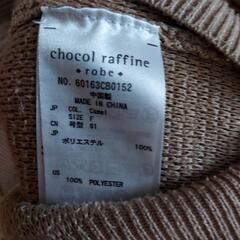 chocol raffine
• robe •
NO. 60163CB0152
中国製
MADE IN CHINA
JP COL. Camel
JP SIZE F
CN 号型 91
JP
ポリエステル 100%
US 100% POLYESTER